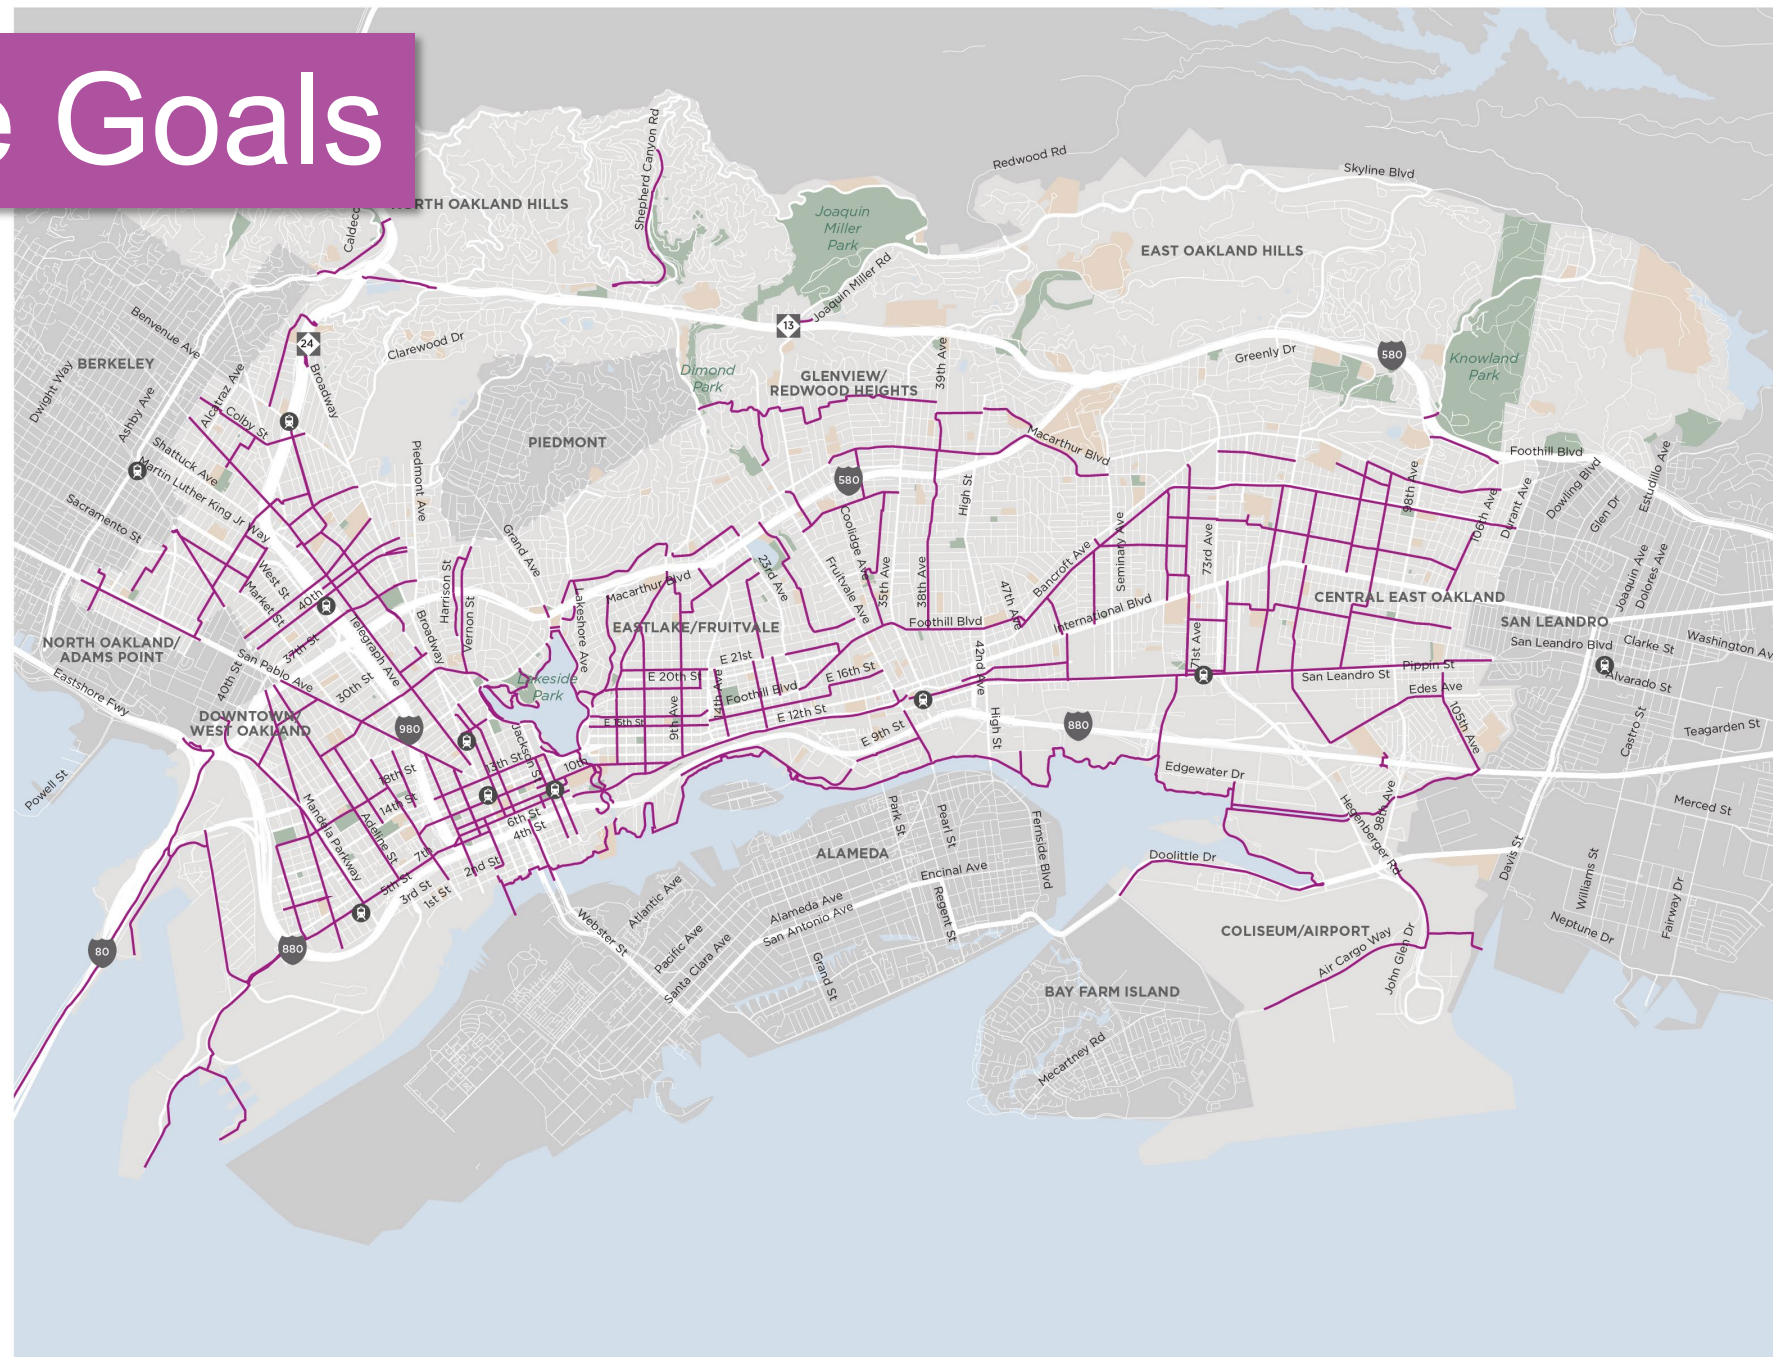 e Goals
Shepherd Canyon Rd
Redwood Rd
Skyline Blvd
RTH OAKLAND HILLS
Joaquin
Miller
Park
EAST OAKLAND HILLS
Joaquin Miller Rd
13
Benvenue Ave
24
Clarewood Dr
BERKELEY
Dwight Way
Ashby Ave
Alcatraz Ave
Colby St
Broadway
Dimond
Park
GLENVIEW/
REDWOOD HEIGHTS
39th Ave
Greenly Dr
580
Knowland
Park
PIEDMONT
Macarthur Blvd
Foothill Blvd
Shattuck Ave
Martin Luther King Jr Way
Sacramento St
Piedmont Ave
580
High St
98th Ave
106th Ave
Durant Ave
Dowling Blvd
Glen Dr
Estudillo Ave
Grand Ave
Coolidge Ave
23rd Ave
Fruitvale Ave
35th Ave
38th Ave
47th Ave
Bancroft Ave
Seminary Ave
73rd Ave
International Blvd
West St
Market St
40th
Harrison St
Vernon St
Macarthur Blvd
Lakeshore Ave
Joaquin Ave
Dolores Ave
CENTRAL EAST OAKLAND
SAN LEANDRO
San Leandro Blvd
Clarke St
Washington Av
NORTH OAKLAND/
ADAMS POINT
37th St
Telegraph Ave
Broadway
EASTLAKE/FRUITVALE
Foothill Blvd
42nd Ave
71st Ave
San Pablo Ave
40th St
30th St
Eastshore Fwy
Lakeside
Park
E 21st
E 20th St
14th Ave
Foothill Blvd
E 16th St
E 15th St
9th Ave
E 12th St
E 9th St
Pippin St
San Leandro St
Edes Ave
Alvarado St
105th Ave
Castro St
Teagarden St
DOWNTOWN/
WEST OAKLAND
980
High St
880
Jackson St
13th St
10th
18th St
14th St
Powell St
Mandela Parkway
Adeline St
6th St
4th St
7th
2nd St
5th St
3rd St
1st St
Edgewater Dr
Hegenberger Rd
98th Ave
Merced St
Park St
Pearl St
Fernside Blvd
ALAMEDA
Encinal Ave
Doolittle Dr
Davis St
Williams St
Fairway Dr
Neptune Dr
Atlantic Ave
Alameda Ave
San Antonio Ave
Regent St
Webster St
Pacific Ave
Santa Clara Ave
Grand St
80
880
COLISEUM/AIRPORT
Air Cargo Way
John Glen Dr
BAY FARM ISLAND
Mecartney Rd